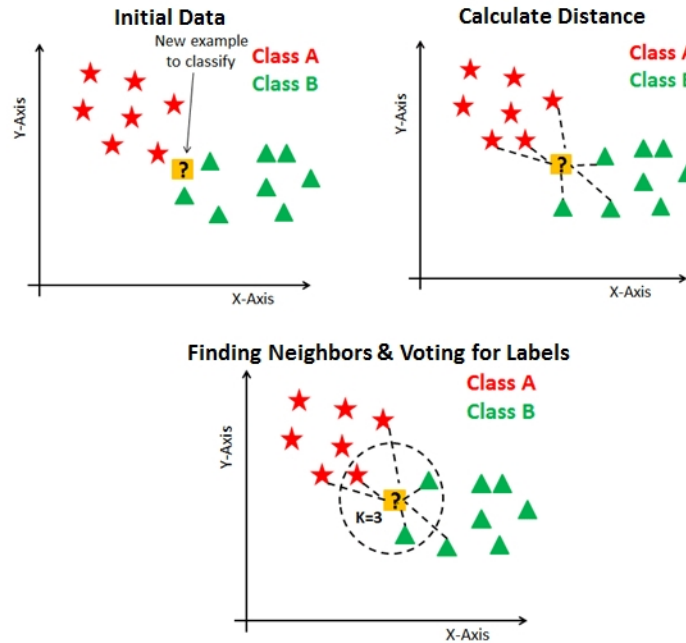 Initial Data
New example
to classify
Class A
Class B
?
Y-Axis
X-Axis
Calculate Distance
Class A
Class B
?
Y-Axis
X-Axis
Finding Neighbors & Voting for Labels
Class A
Class B
?
K=3
Y-Axis
X-Axis